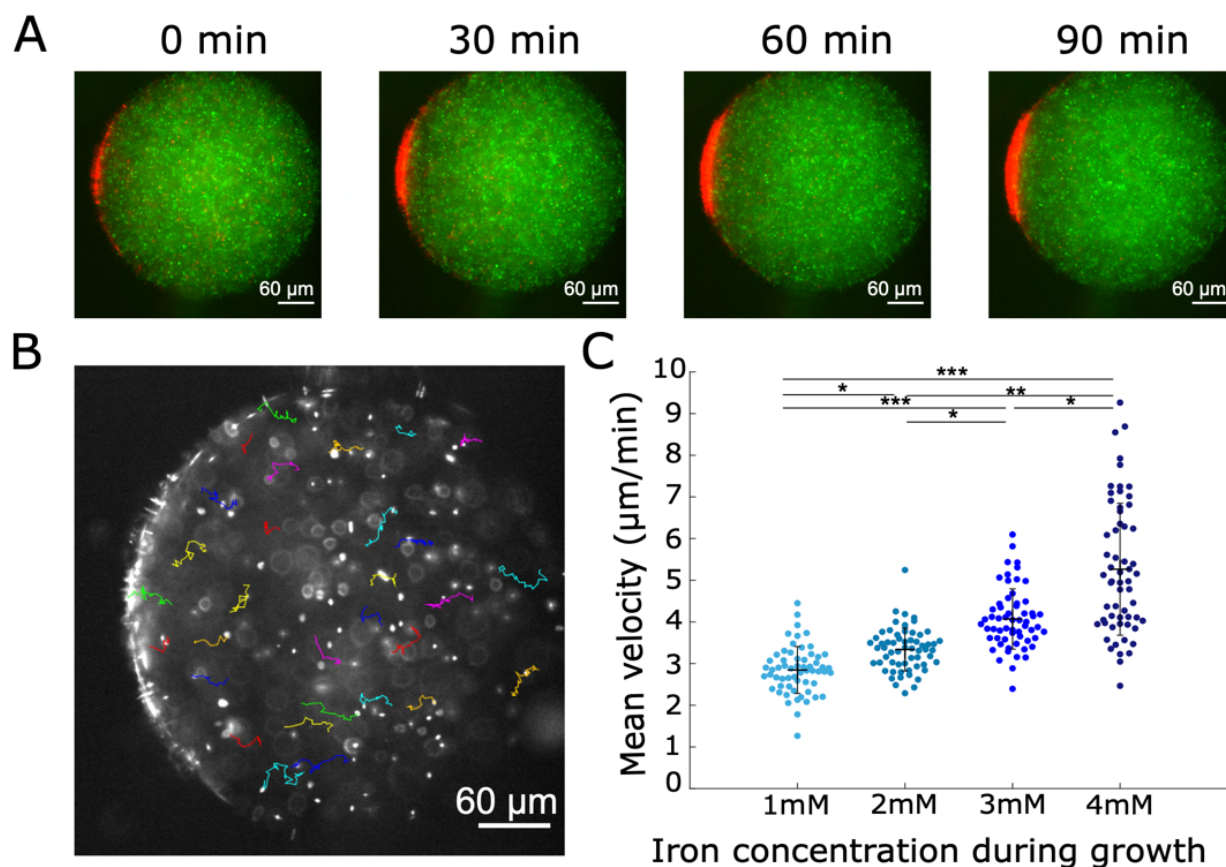 A
0 min
30 min
60 min
90 min
60 µm
60 µm
60 µm
60 µm
B
60 µm
C
Mean velocity (µm/min)
10
9
8
7
6
5
4
3
2
1
0
***
*
**
***
*
*
1mM
2mM
3mM
4mM
Iron concentration during growth